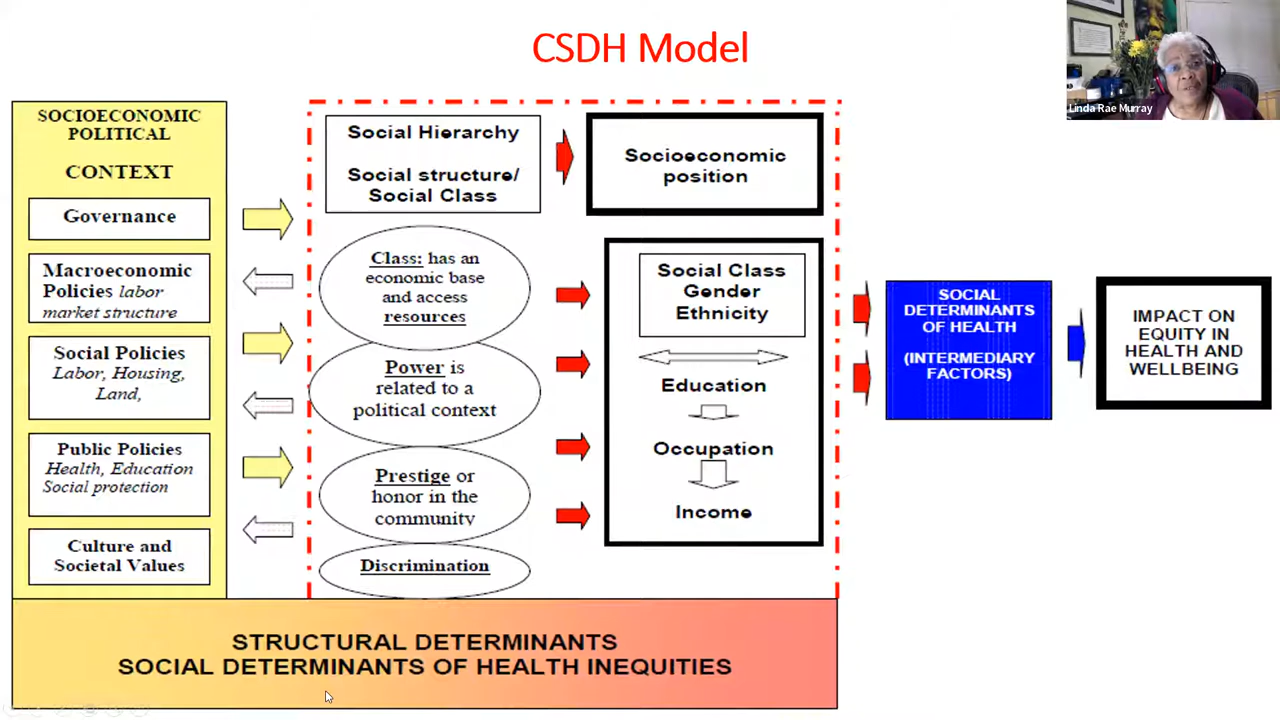 CSDH Model
Linda Rae Murray
SOCIOECONOMIC
POLITICAL
CONTEXT
Governance
Macroeconomic
Policies labor
market structure
Social Policies
Labor, Housing,
Land,
Public Policies
Health, Education
Social protection
Culture and
Societal Values
Social Hierarchy
Social structure/
Social Class
Class: has an
economic base
and access
resources
Power is
related to a
political context
Prestige or
honor in the
community
Discrimination
Socioeconomic
position
Social Class
Gender
Ethnicity
Education
Occupation
Income
SOCIAL
DETERMINANTS
OF HEALTH
(INTERMEDIARY
FACTORS)
IMPACT ON
EQUITY IN
HEALTH AND
WELLBEING
STRUCTURAL DETERMINANTS
SOCIAL DETERMINANTS OF HEALTH INEQUITIES